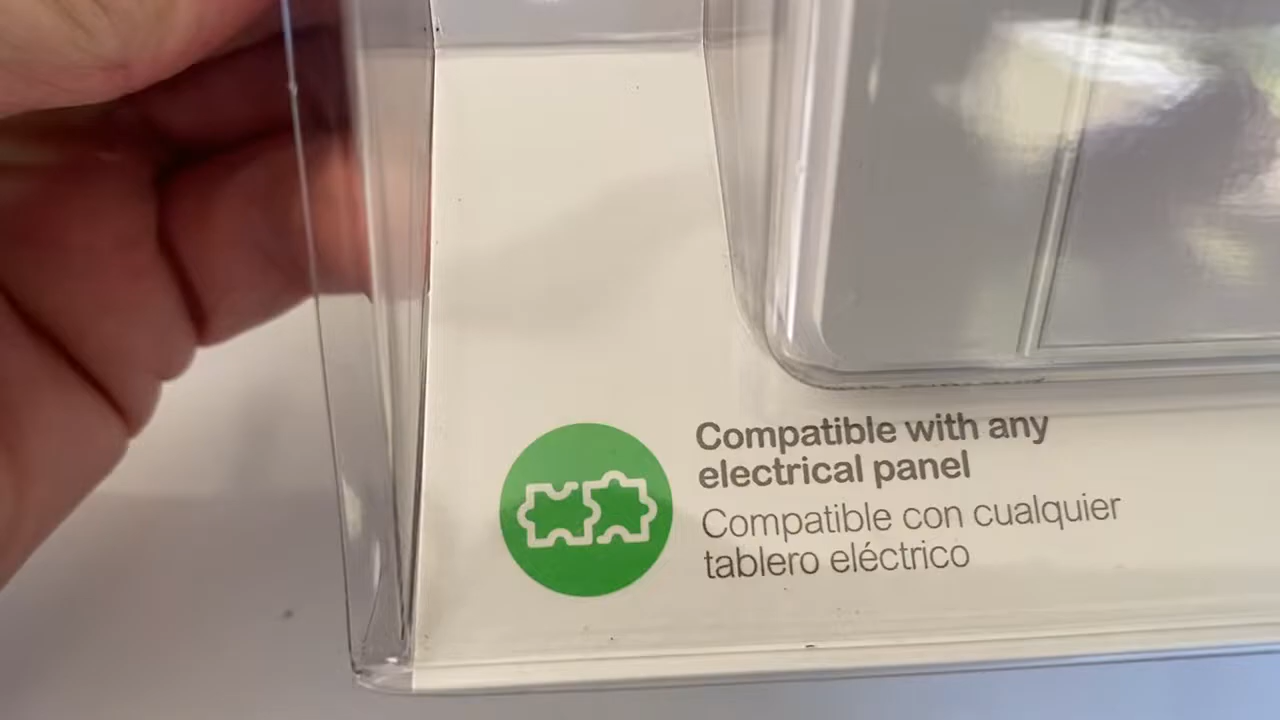 Compatible with any
electrical panel
Compatible con cualquier
tablero eléctrico